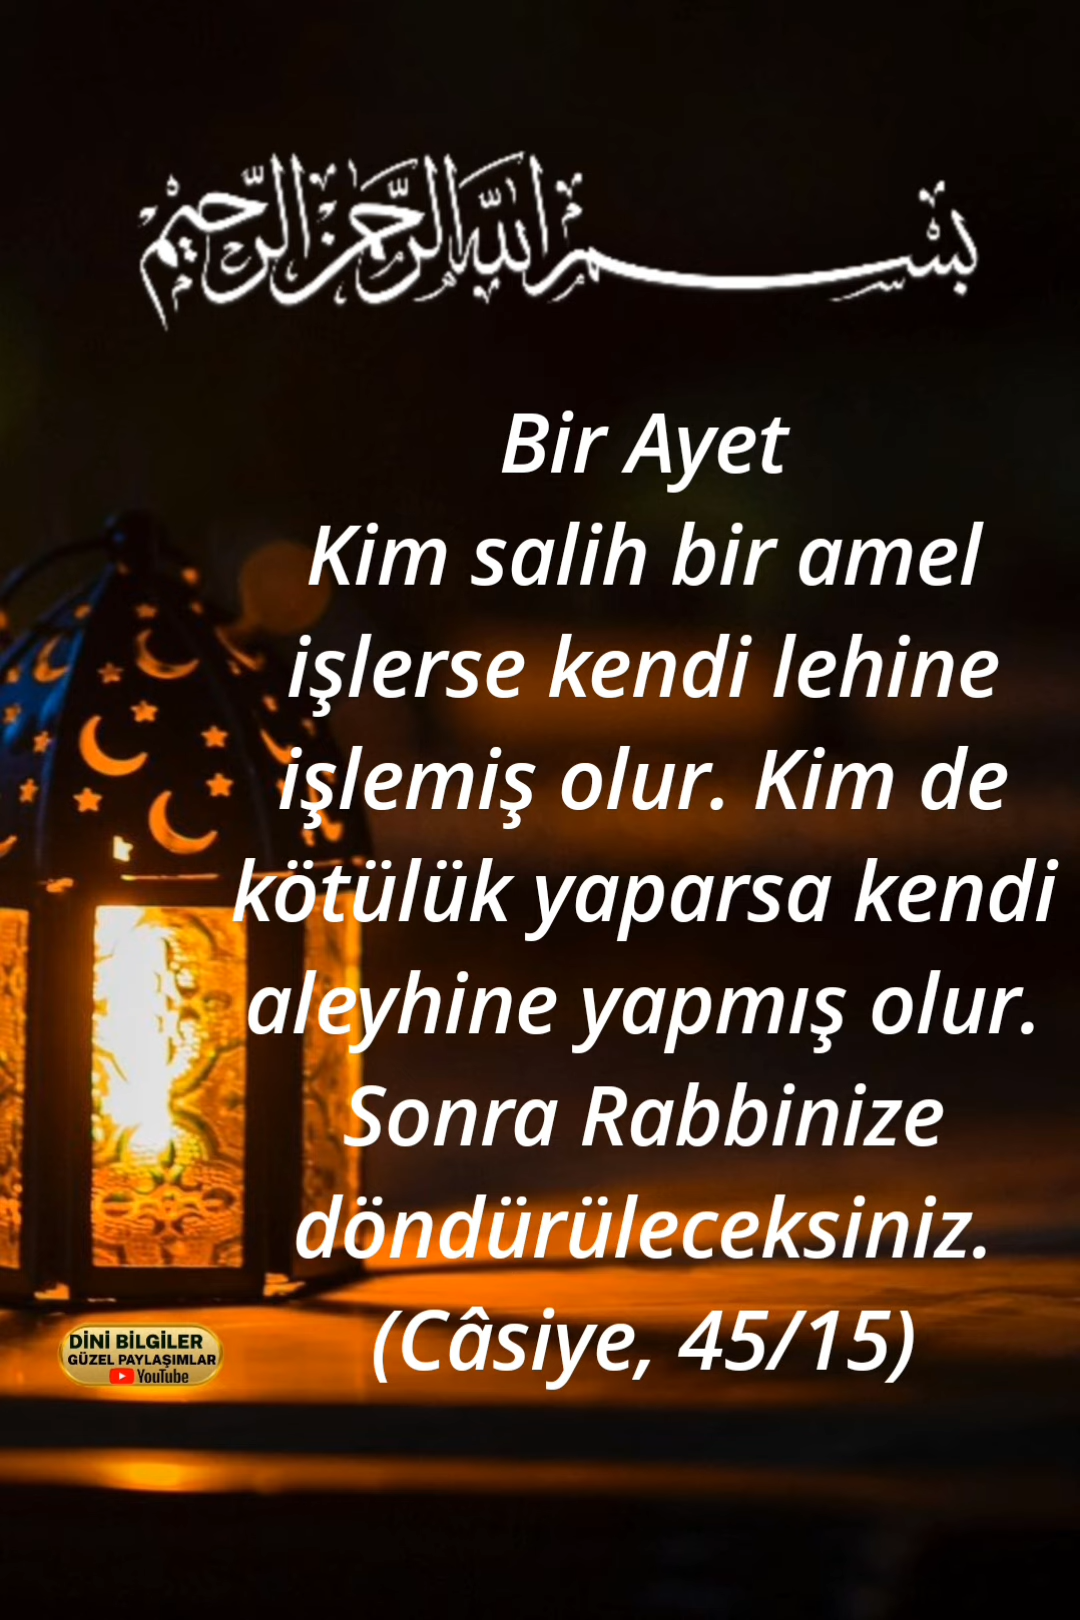 بسم الله الرحمن الرحيم
Bir Ayet
Kim salih bir amel
işlerse kendi lehine
işlemiş olur. Kim de
kötülük yaparsa kendi
aleyhine yapmış olur.
Sonra Rabbinize
döndürüleceksiniz.
(Câsiye, 45/15)
DİNİ BİLGİLER
GÜZEL PAYLAŞIMLAR
YouTube